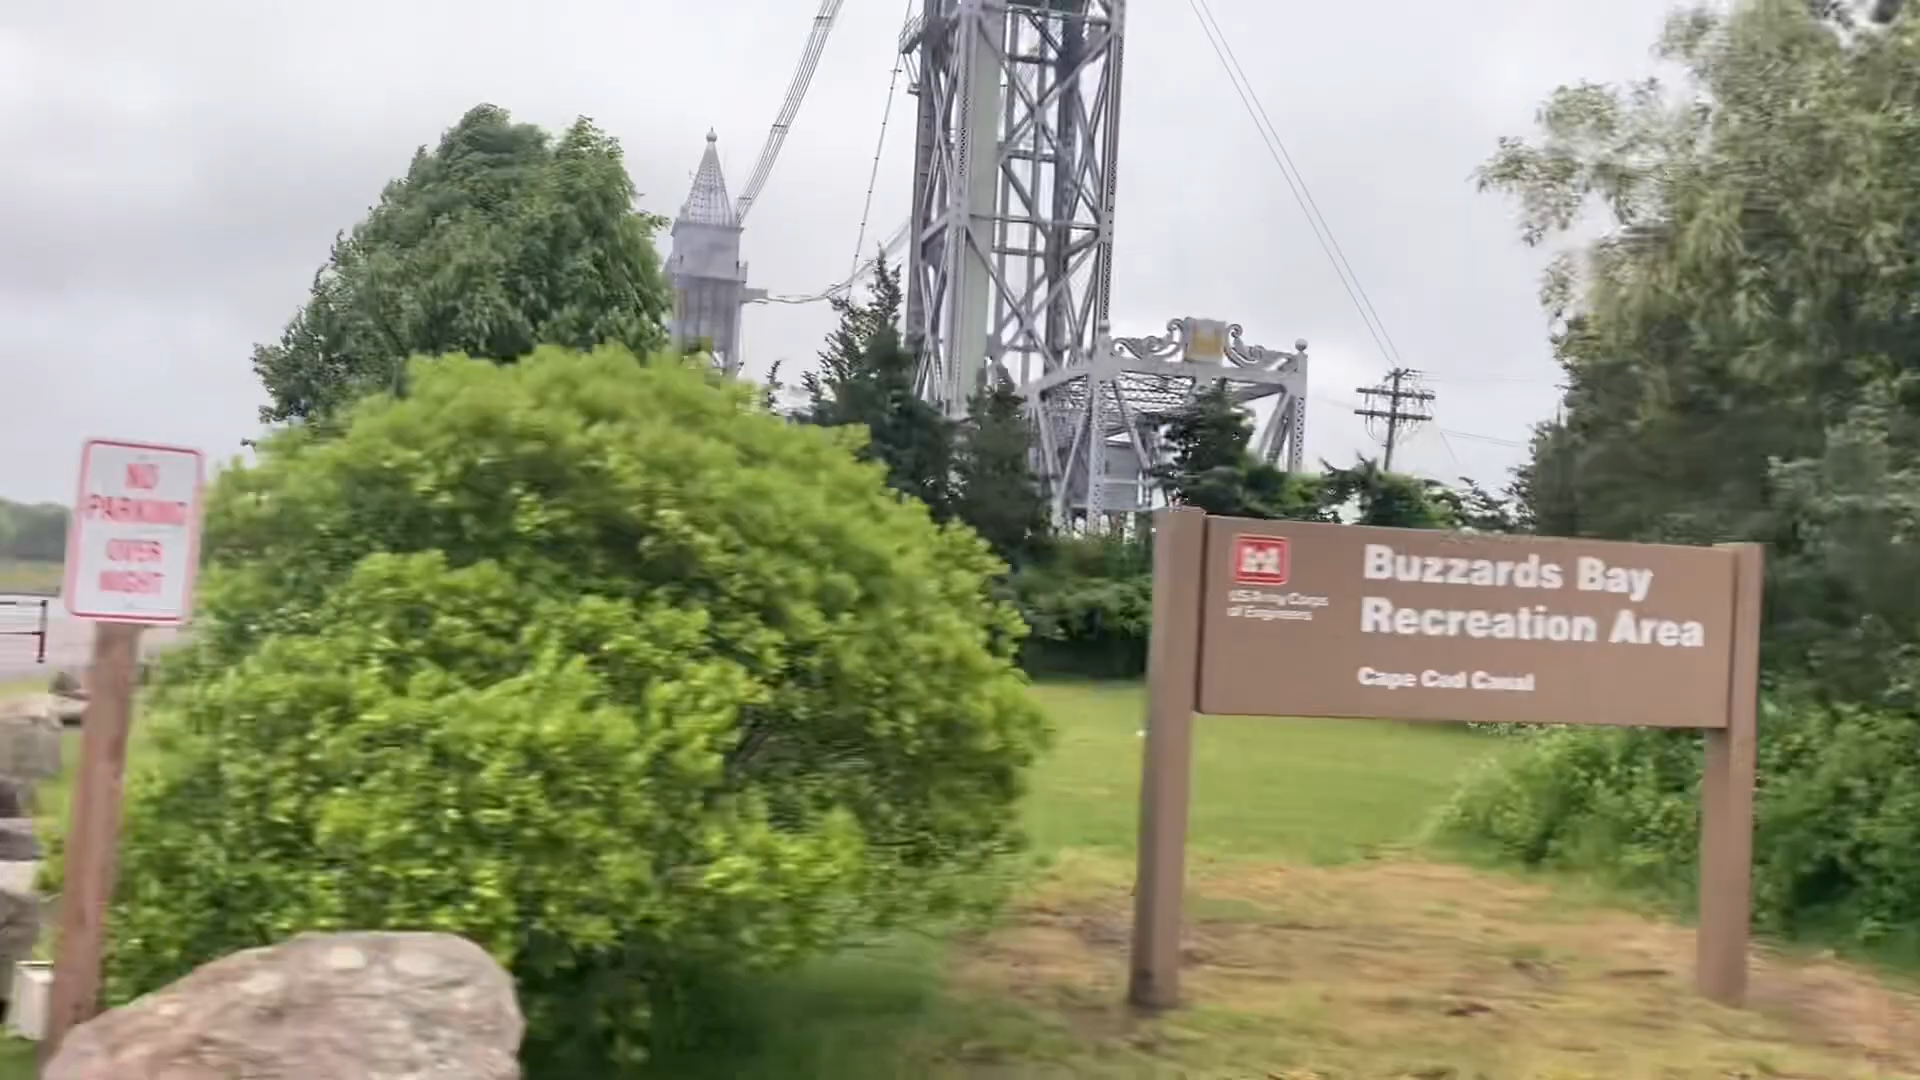 NO
PARKING
OVER
NIGHT
US Army Corps
of Engineers
Buzzards Bay
Recreation Area
Cape Cod Canal